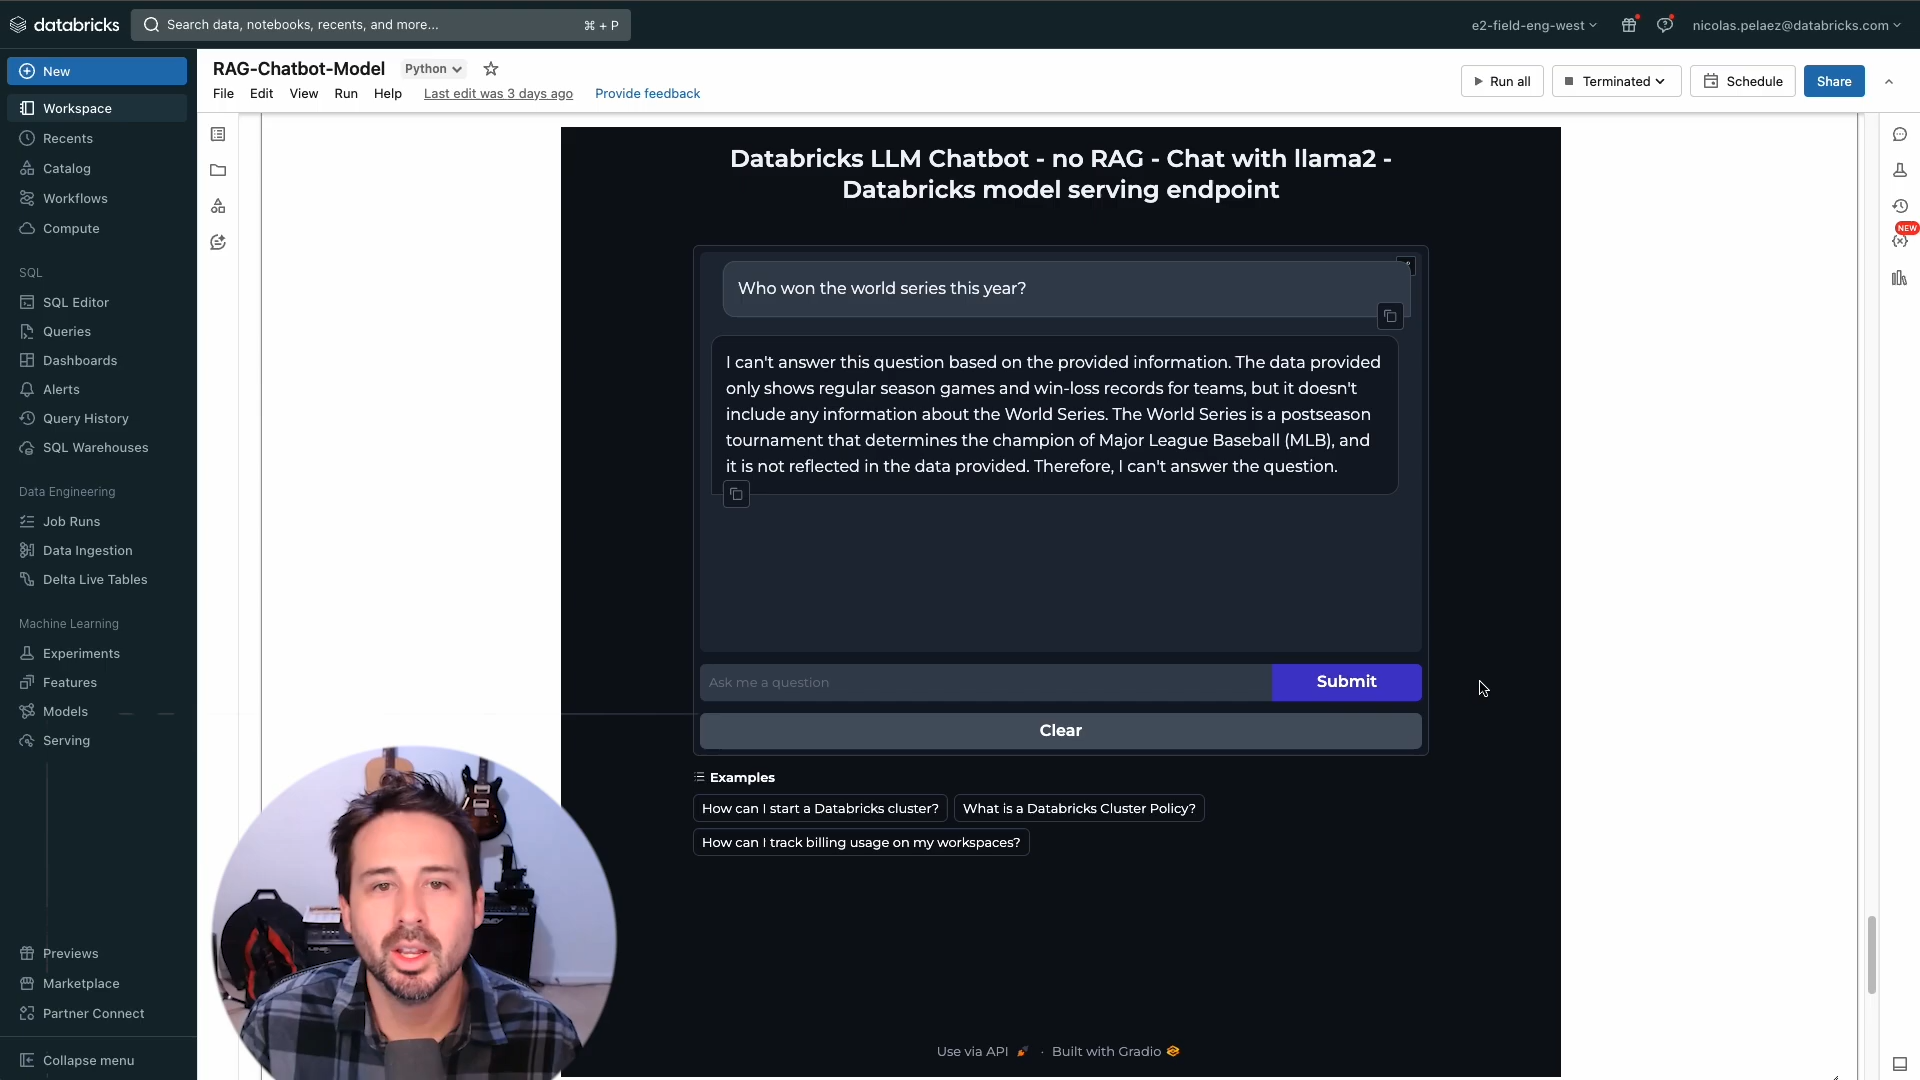 databricks
Search data, notebooks, recents, and more...
⌘ + P
e2-field-eng-west
nicolas.pelaez@databricks.com
New
Workspace
Recents
Catalog
Workflows
Compute
SQL
SQL Editor
Queries
Dashboards
Alerts
Query History
SQL Warehouses
Data Engineering
Job Runs
Data Ingestion
Delta Live Tables
Machine Learning
Experiments
Features
Models
Serving
Previews
Marketplace
Partner Connect
Collapse menu
RAG-Chatbot-Model
Python
File Edit View Run Help Last edit was 3 days ago Provide feedback
Run all
Terminated
Schedule
Share
NEW
Databricks LLM Chatbot - no RAG - Chat with llama2 -
Databricks model serving endpoint
Who won the world series this year?
I can't answer this question based on the provided information. The data provided
only shows regular season games and win-loss records for teams, but it doesn't
include any information about the World Series. The World Series is a postseason
tournament that determines the champion of Major League Baseball (MLB), and
it is not reflected in the data provided. Therefore, I can't answer the question.
Ask me a question
Submit
Clear
Examples
How can I start a Databricks cluster?
What is a Databricks Cluster Policy?
How can I track billing usage on my workspaces?
Use via API · Built with Gradio